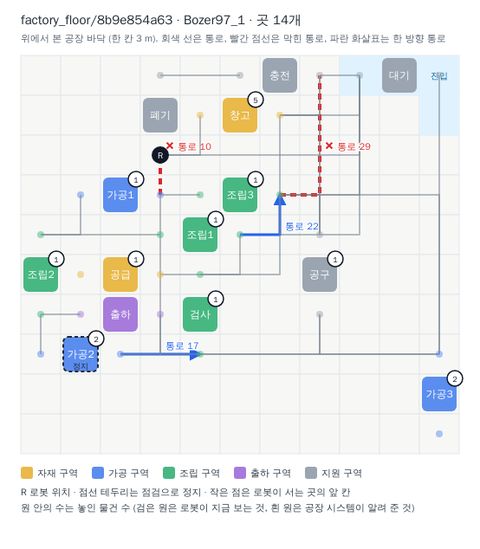 factory_floor/8b9e854a63 · Bozer97_1 · 곳 14개
위에서 본 공장 바닥 (한 칸 3 m). 회색 선은 통로, 빨간 점선은 막힌 통로, 파란 화살표는 한 방향 통로
충전 대기 전립
폐기 창고 5
R 통로 10 통로 29
가공1 1 조립3 1
조립1 1 통로 22
조립2 1 공급 1 공구 1
출하 검사 1
가공2 2 통로 17
정지
가공3 2
자재 구역 가공 구역 조립 구역 출하 구역 지원 구역
R 로봇 위치 · 점선 테두리는 점검으로 정지 · 작은 점은 로봇이 서는 곳의 앞 칸
원 안의 수는 놓인 물건 수 (검은 원은 로봇이 지금 보는 것, 흰 원은 공장 시스템이 알려 준 것)